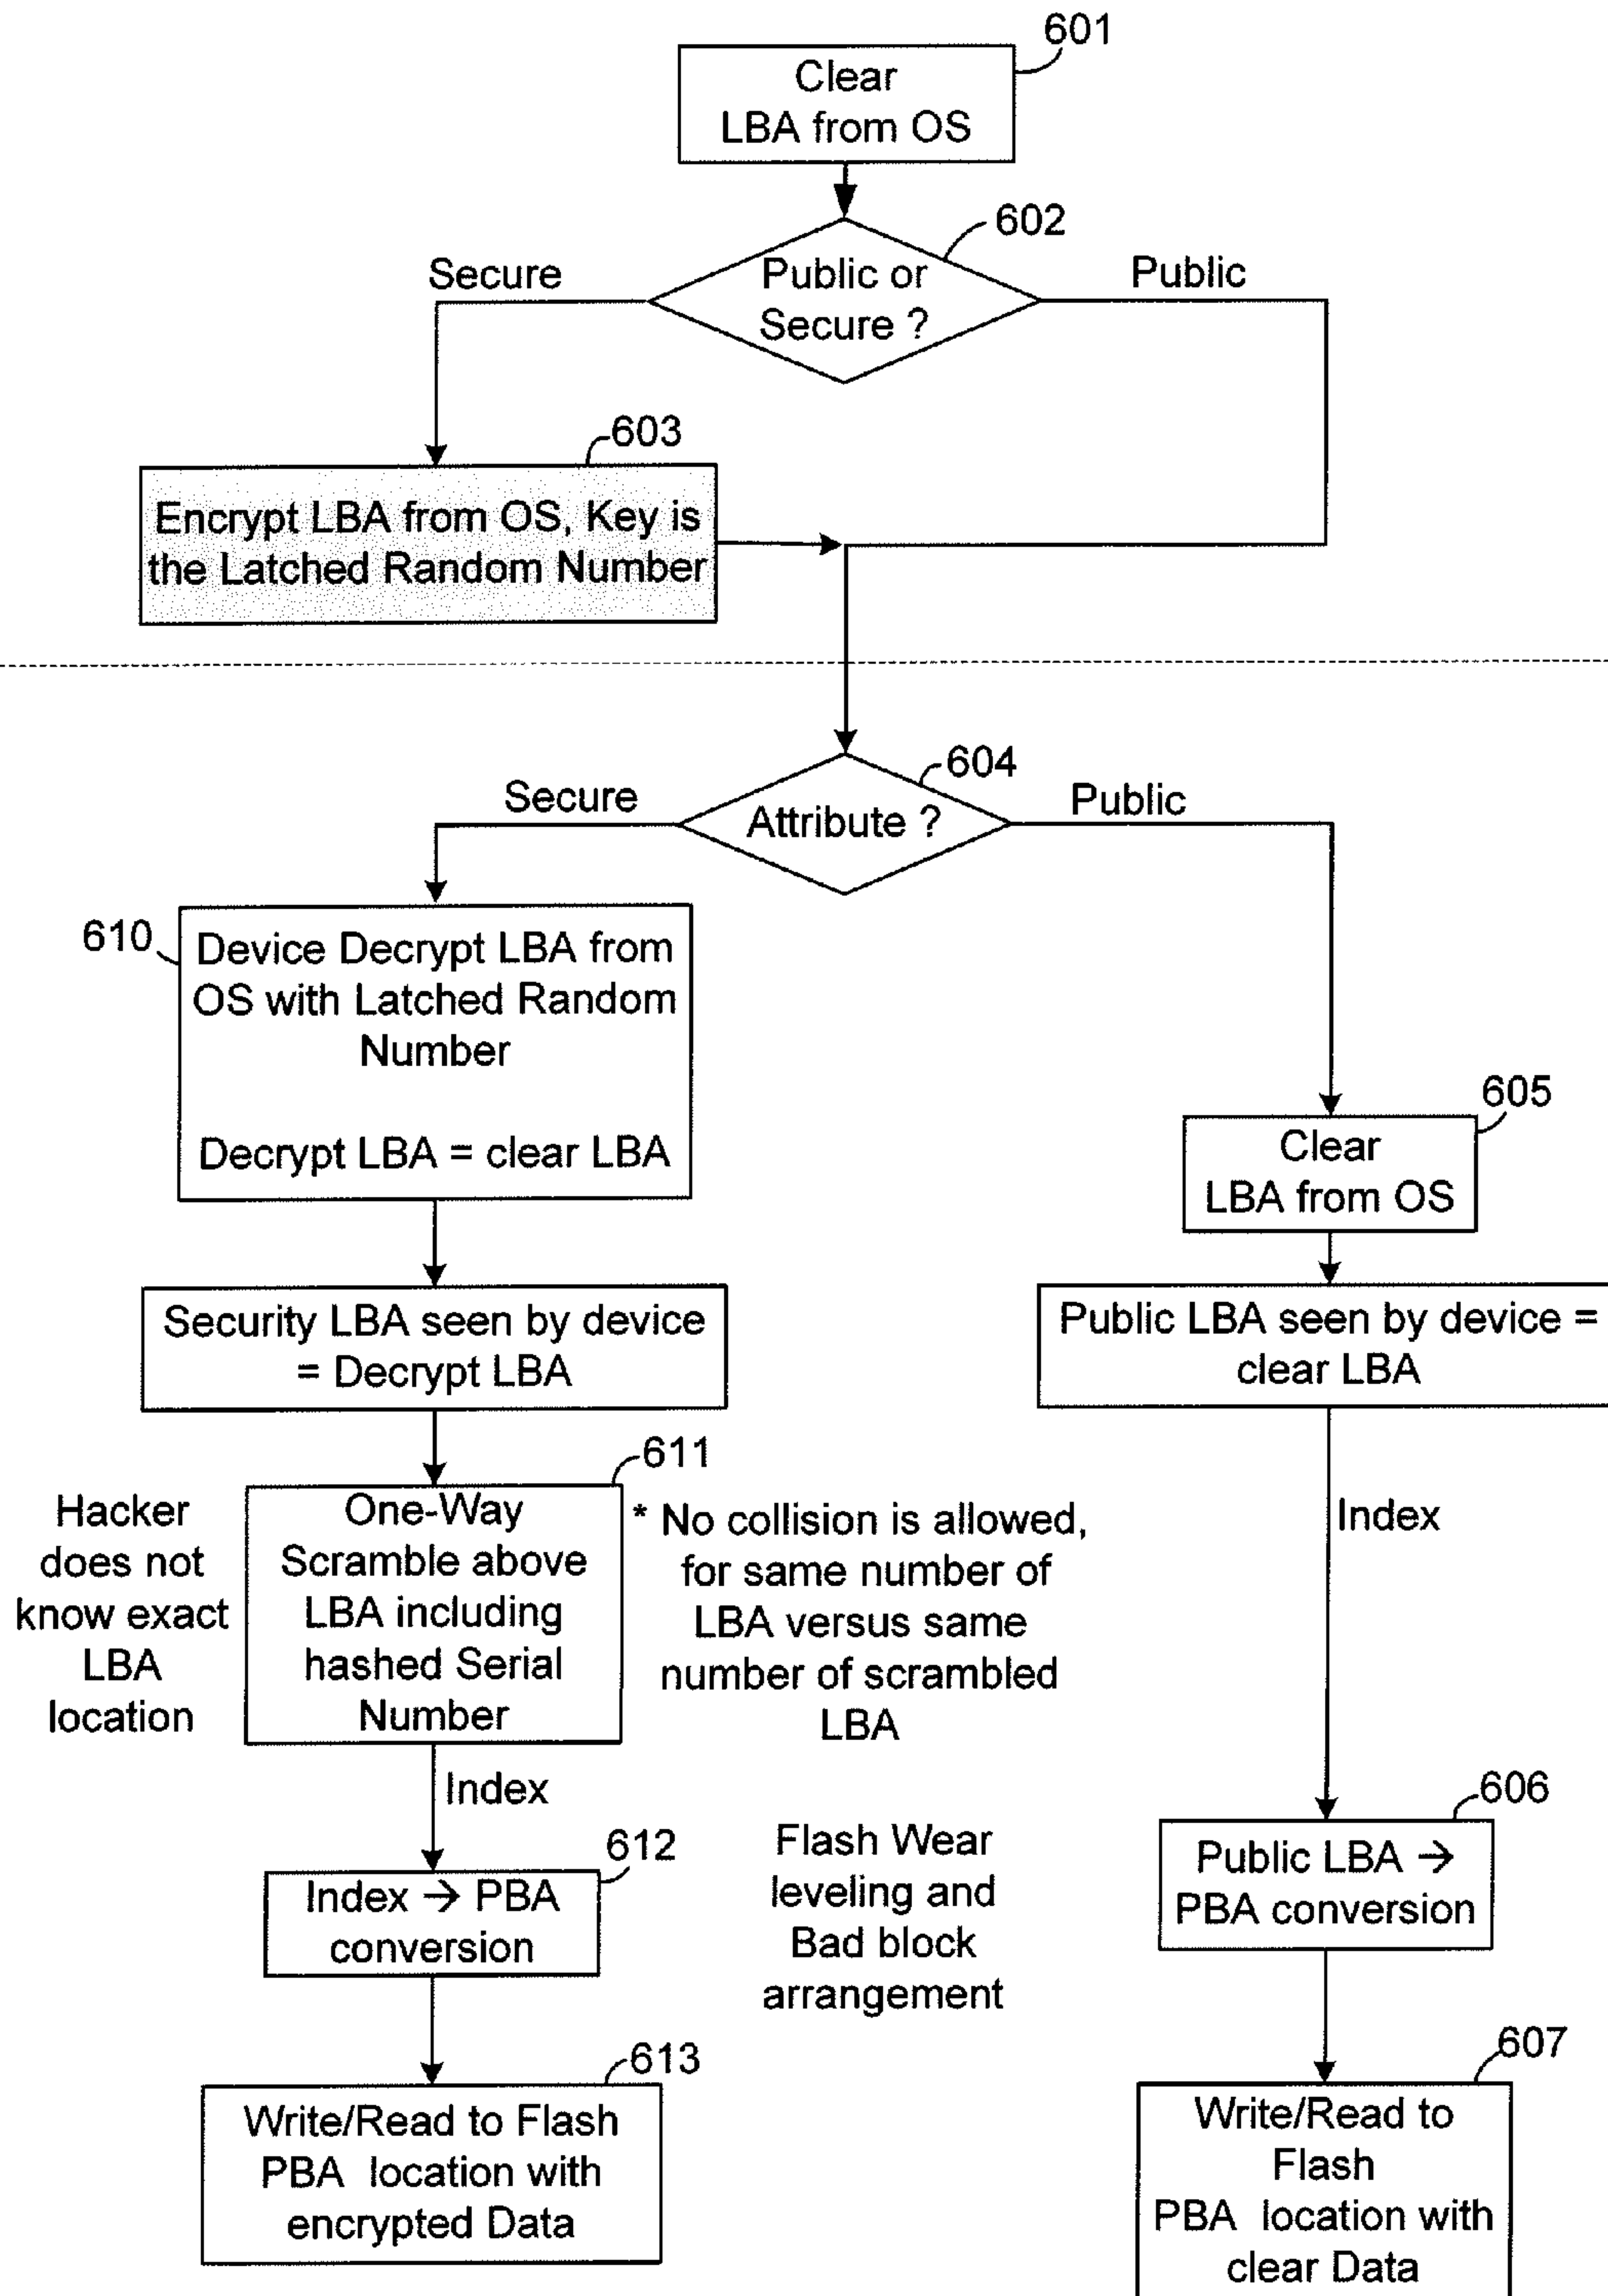 601
Clear
LBA from OS
602
Public or
Secure ?
Secure
Public
603
Encrypt LBA from OS, Key is
the Latched Random Number
604
Attribute ?
Secure
Public
610
Device Decrypt LBA from
OS with Latched Random
Number
Decrypt LBA = clear LBA
605
Clear
LBA from OS
Security LBA seen by device
= Decrypt LBA
Public LBA seen by device =
clear LBA
611
Hacker
does not
know exact
LBA
location
One-Way
Scramble above
LBA including
hashed Serial
Number
* No collision is allowed,
for same number of
LBA versus same
number of scrambled
LBA
Index
Index
612
Index → PBA
conversion
Flash Wear
leveling and
Bad block
arrangement
606
Public LBA →
PBA conversion
613
Write/Read to Flash
PBA location with
encrypted Data
607
Write/Read to
Flash
PBA location with
clear Data